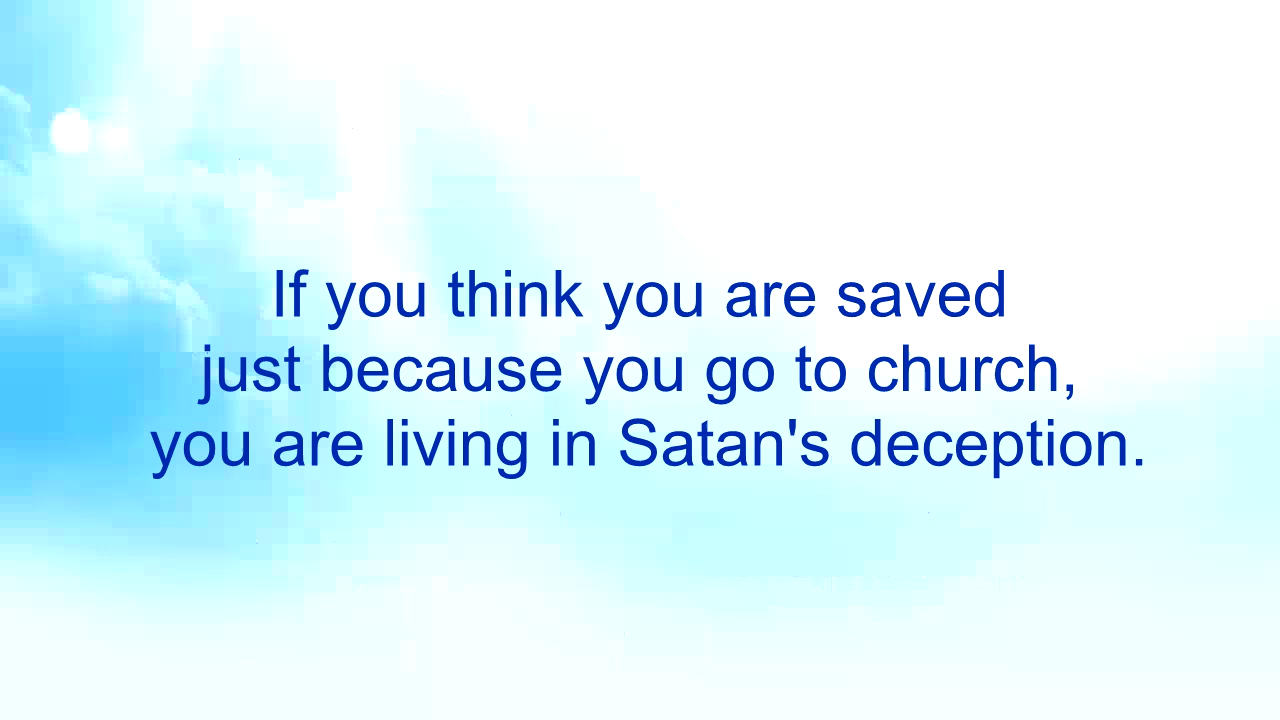 If you think you are saved
just because you go to church,
you are living in Satan's deception.